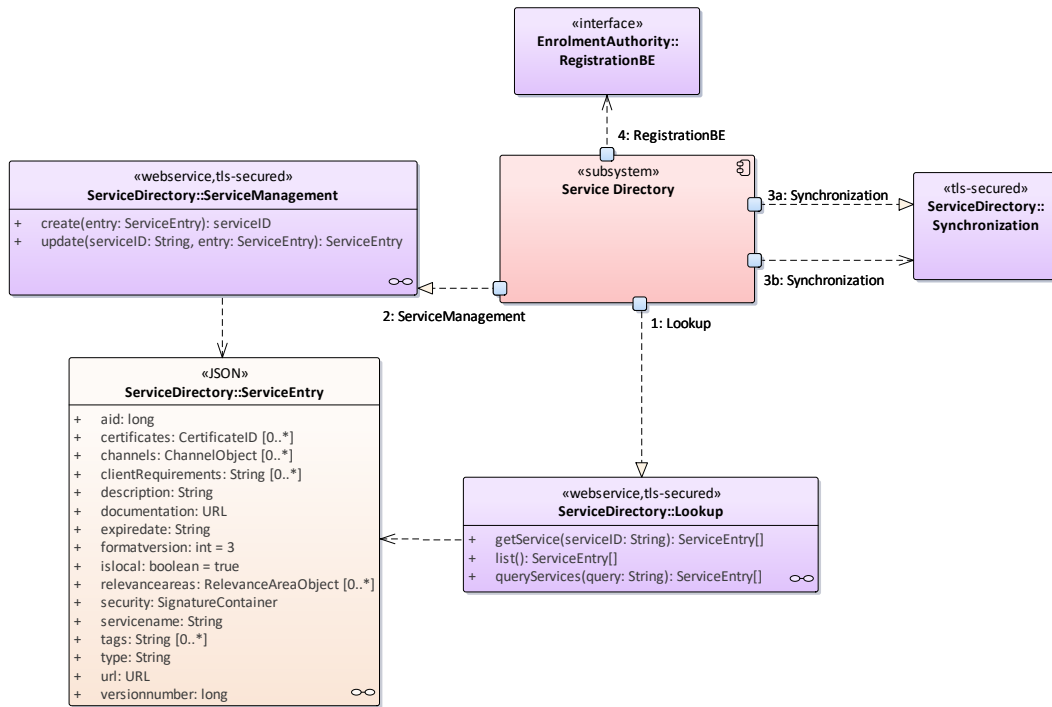 «interface»
EnrolmentAuthority::
RegistrationBE
4: RegistrationBE
«subsystem»
Service Directory
3a: Synchronization
3b: Synchronization
«tls-secured»
ServiceDirectory::
Synchronization
«webservice,tls-secured»
ServiceDirectory::ServiceManagement
+ create(entry: ServiceEntry): serviceID
+ update(serviceID: String, entry: ServiceEntry): ServiceEntry
2: ServiceManagement
1: Lookup
«JSON»
ServiceDirectory::ServiceEntry
+ aid: long
+ certificates: CertificateID [0..*]
+ channels: ChannelObject [0..*]
+ clientRequirements: String [0..*]
+ description: String
+ documentation: URL
+ expiredate: String
+ formatversion: int = 3
+ islocal: boolean = true
+ relevanceareas: RelevanceAreaObject [0..*]
+ security: SignatureContainer
+ servicename: String
+ tags: String [0..*]
+ type: String
+ url: URL
+ versionnumber: long
«webservice,tls-secured»
ServiceDirectory::Lookup
+ getService(serviceID: String): ServiceEntry[]
+ list(): ServiceEntry[]
+ queryServices(query: String): ServiceEntry[]